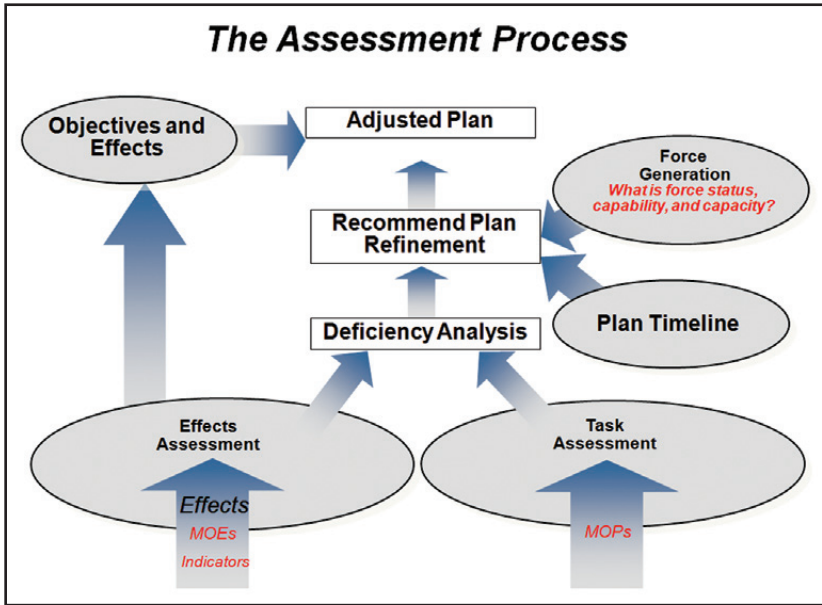 The Assessment Process
Objectives and
Effects
Adjusted Plan
Force
Generation
What is force status,
capability, and capacity?
Recommend Plan
Refinement
Plan Timeline
Deficiency Analysis
Effects
Assessment
Effects
MOEs
Indicators
Task
Assessment
MOPs